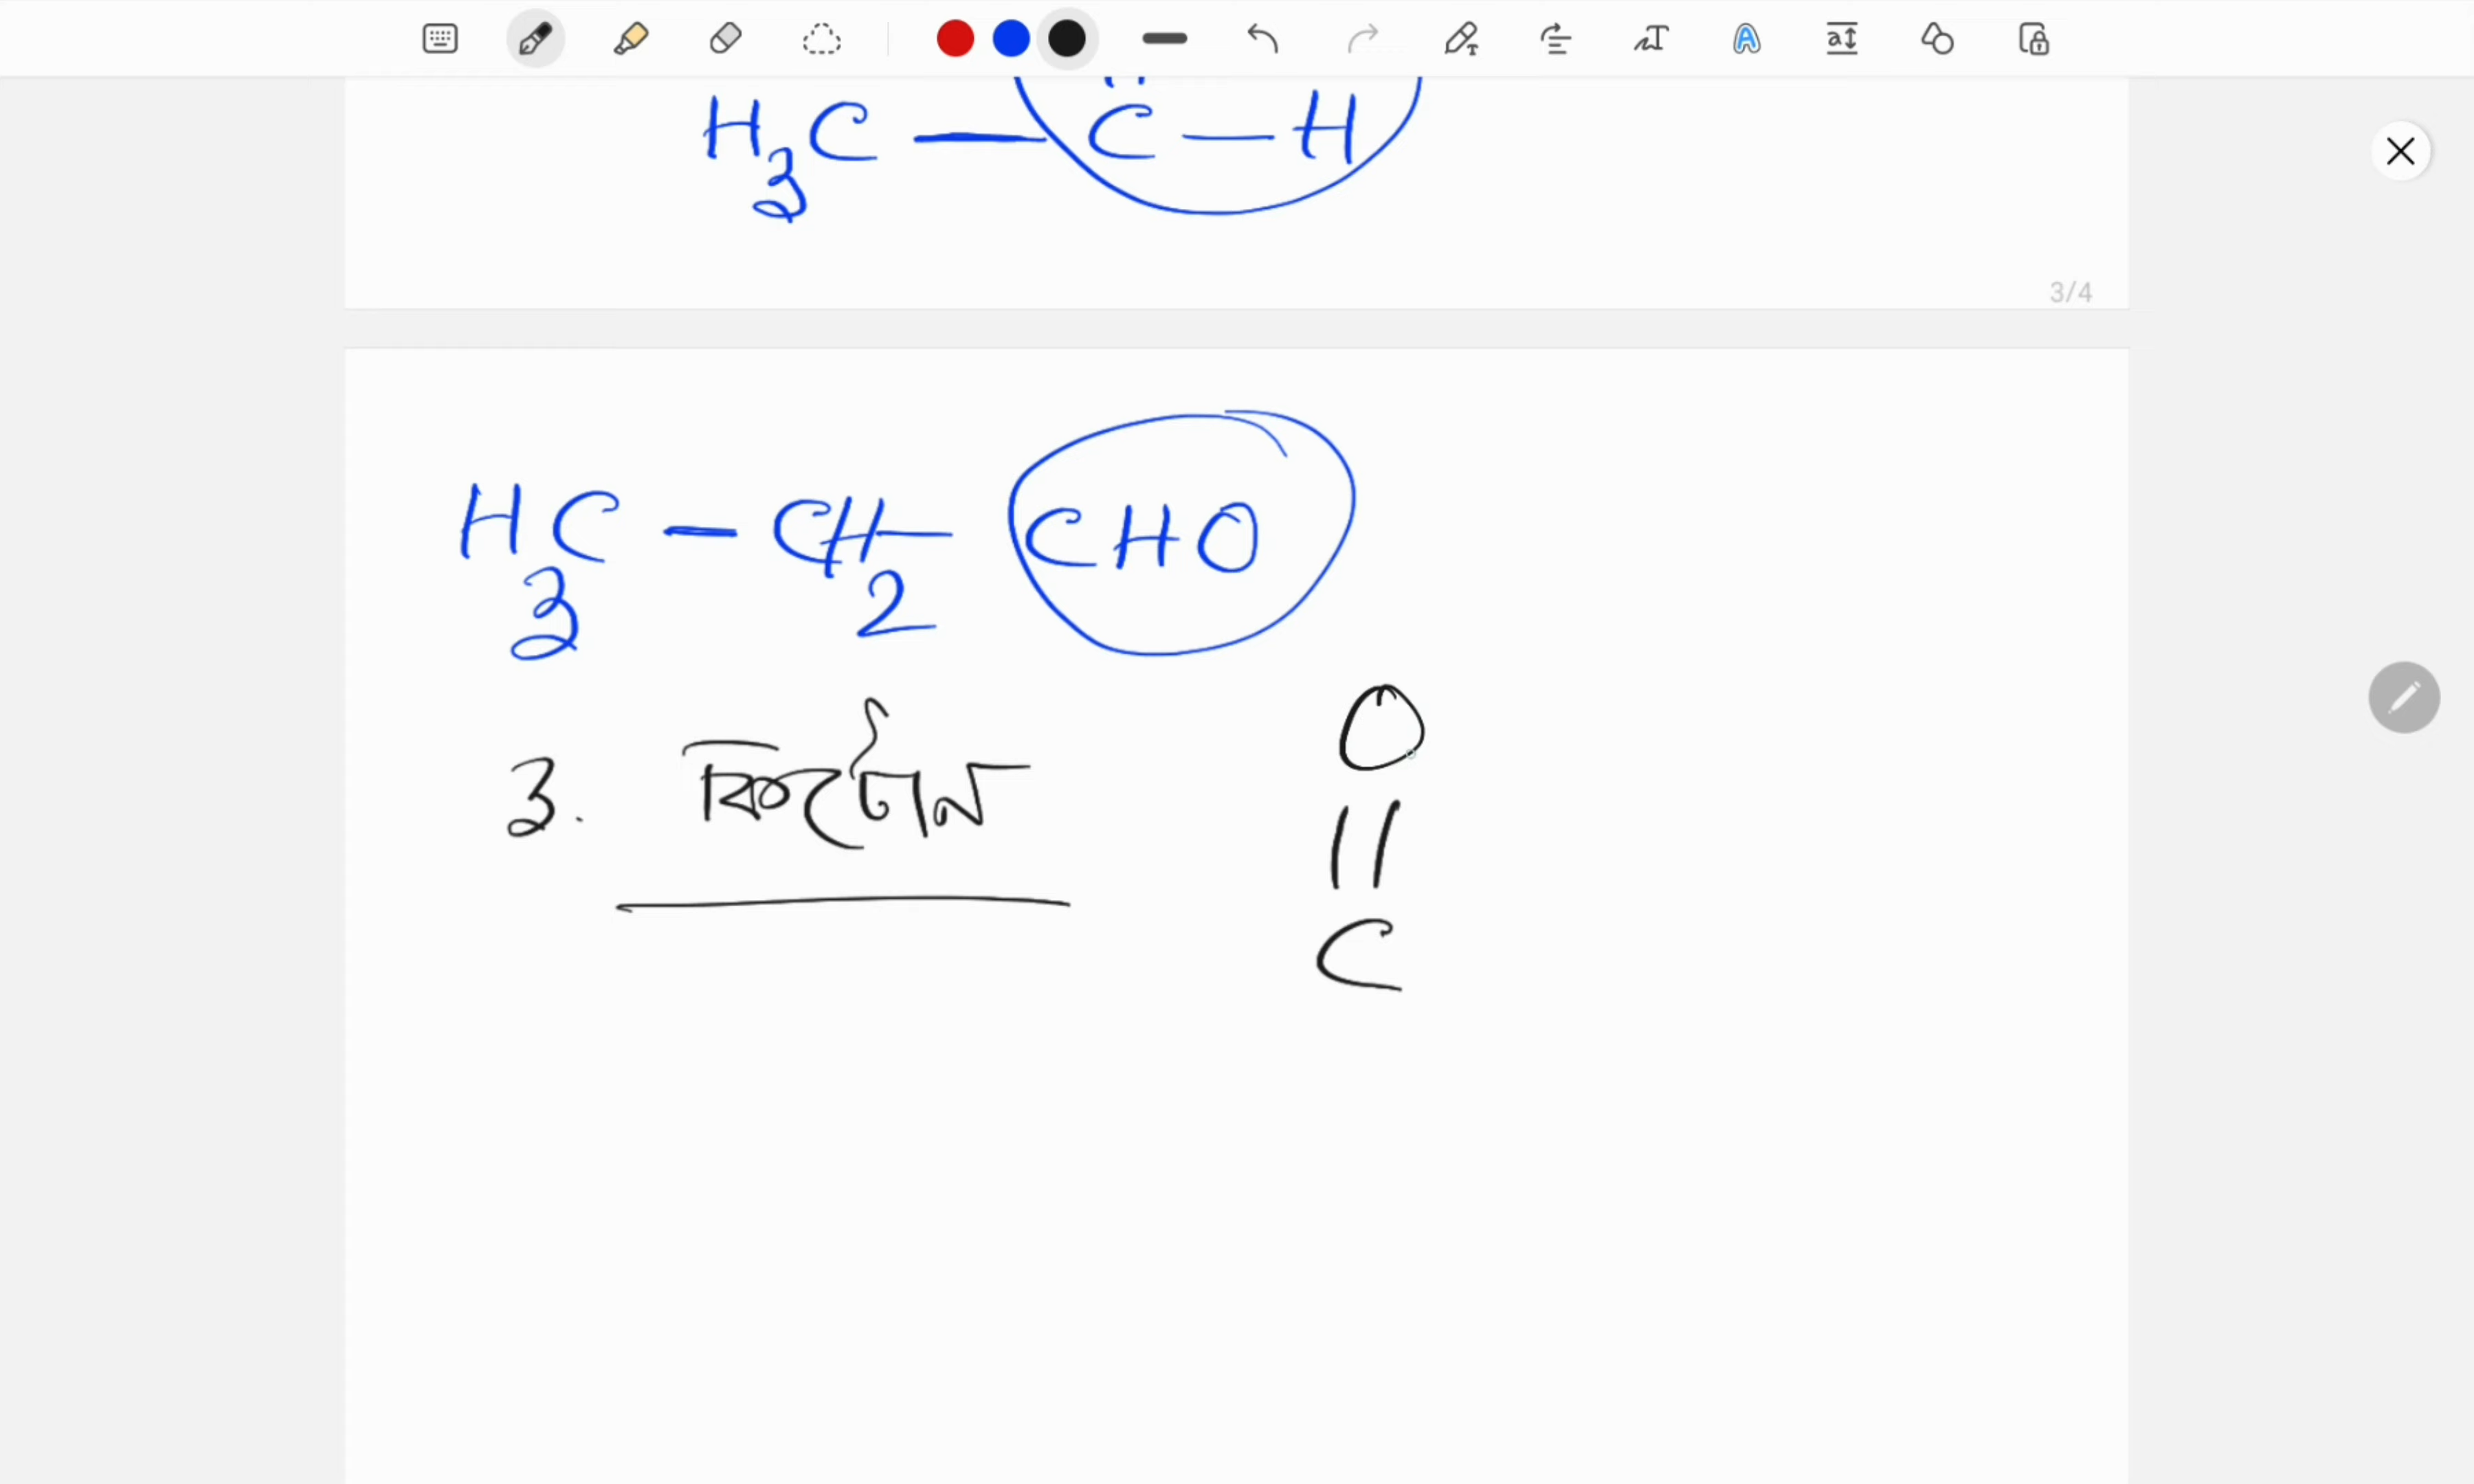 H₃C — C — H
3/4
H₃C – CH₂ – CHO
3. কিটোন
O
||
C